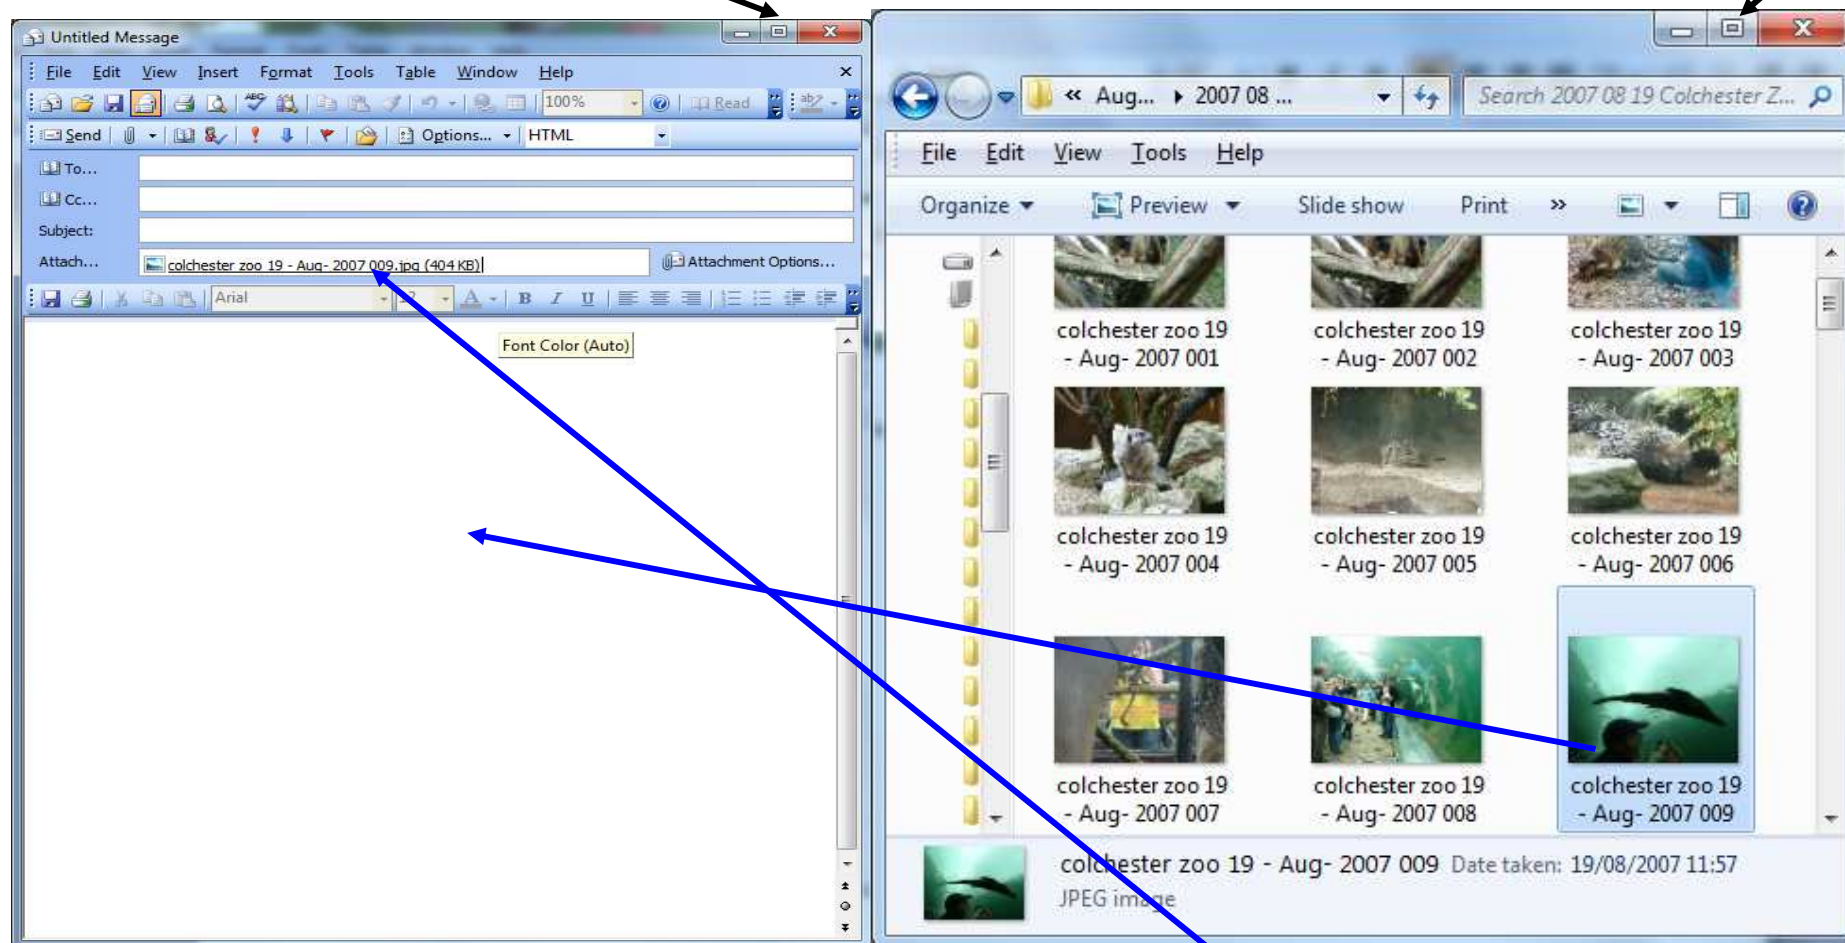 Untitled Message
File Edit View Insert Format Tools Table Window Help
100% Read
Send Options... HTML
To...
Cc...
Subject:
Attach... colchester zoo 19 - Aug- 2007 009.jpg (404 KB) Attachment Options...
Arial 12 A B I U
Font Color (Auto)
« Aug... 2007 08 ... Search 2007 08 19 Colchester Z...
File Edit View Tools Help
Organize Preview Slide show Print »
colchester zoo 19 - Aug- 2007 001
colchester zoo 19 - Aug- 2007 002
colchester zoo 19 - Aug- 2007 003
colchester zoo 19 - Aug- 2007 004
colchester zoo 19 - Aug- 2007 005
colchester zoo 19 - Aug- 2007 006
colchester zoo 19 - Aug- 2007 007
colchester zoo 19 - Aug- 2007 008
colchester zoo 19 - Aug- 2007 009
colchester zoo 19 - Aug- 2007 009 Date taken: 19/08/2007 11:57
JPEG image